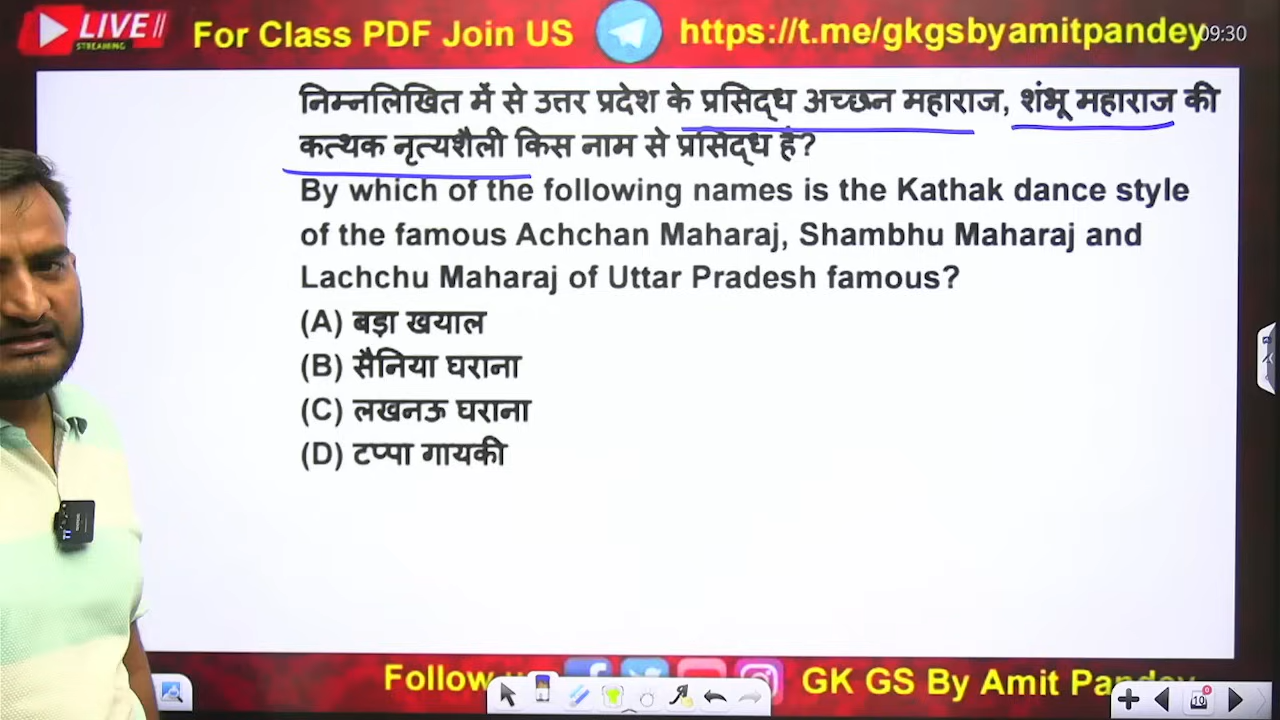 LIVE
STREAMING
For Class PDF Join US
https://t.me/gkgsbyamitpandey
09:30
निम्नलिखित में से उत्तर प्रदेश के प्रसिद्ध अच्छन महाराज, शंभू महाराज की
कत्थक नृत्यशैली किस नाम से प्रसिद्ध है?
By which of the following names is the Kathak dance style
of the famous Achchan Maharaj, Shambhu Maharaj and
Lachchu Maharaj of Uttar Pradesh famous?
(A) बड़ा खयाल
(B) सैनिया घराना
(C) लखनऊ घराना
(D) टप्पा गायकी
GK GS By Amit
10